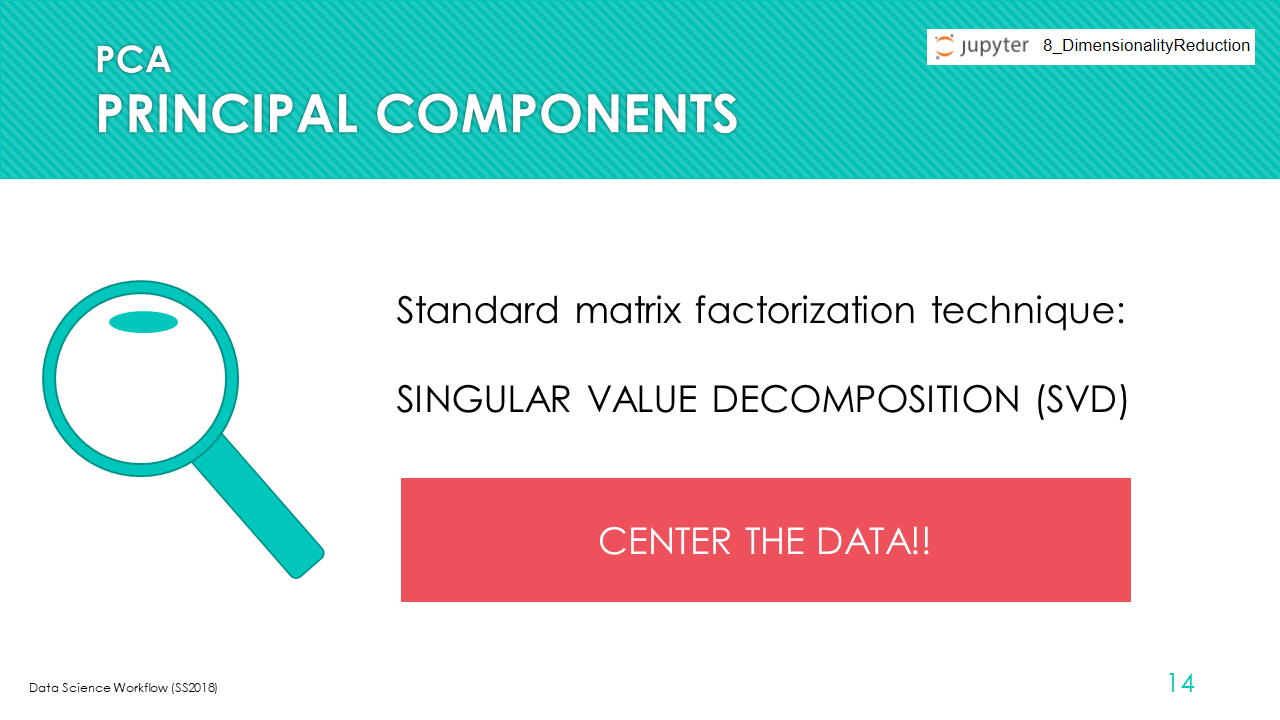 PCA
PRINCIPAL COMPONENTS
jupyter 8_DimensionalityReduction
Standard matrix factorization technique:
SINGULAR VALUE DECOMPOSITION (SVD)
CENTER THE DATA!!
Data Science Workflow (SS2018)
14